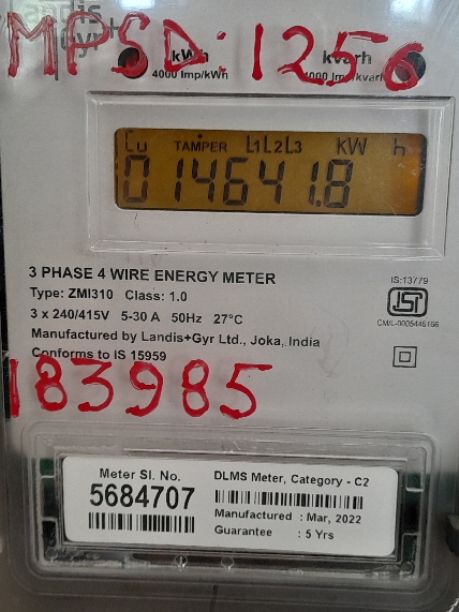 Landis
Gyr+
MPSD:1256
kWh
4000 Imp/kWh
kvarh
4000 Imp/kvarh
Cu TAMPER L1L2L3 kW h
014641.8
3 PHASE 4 WIRE ENERGY METER
Type: ZMI310 Class: 1.0
3 x 240/415V 5-30 A 50Hz 27°C
Manufactured by Landis+Gyr Ltd., Joka, India
Conforms to IS 15959
IS:13779
ISI
183985
Meter Sl. No.
5684707
DLMS Meter, Category - C2
Manufactured : Mar, 2022
Guarantee : 5 Yrs